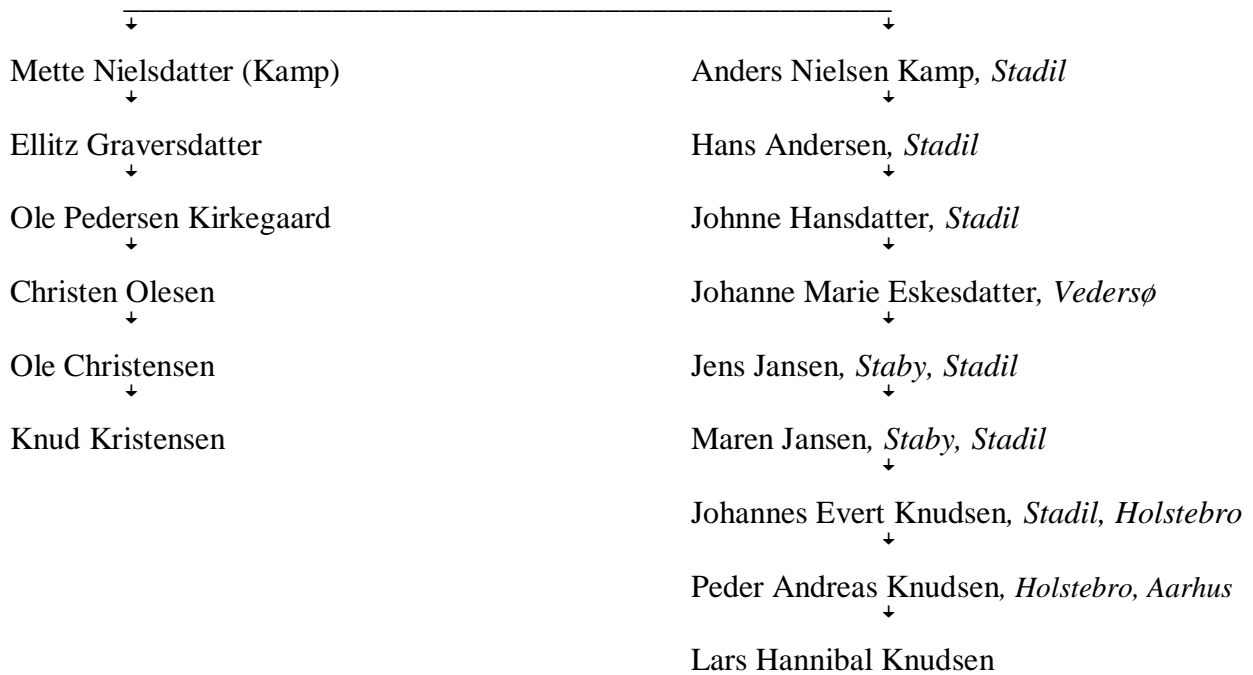 Mette Nielsdatter (Kamp)
Ellitz Graversdatter
Ole Pedersen Kirkegaard
Christen Olesen
Ole Christensen
Knud Kristensen
Anders Nielsen Kamp, Stadil
Hans Andersen, Stadil
Johnne Hansdatter, Stadil
Johanne Marie Eskesdatter, Vedersø
Jens Jansen, Staby, Stadil
Maren Jansen, Staby, Stadil
Johannes Evert Knudsen, Stadil, Holstebro
Peder Andreas Knudsen, Holstebro, Aarhus
Lars Hannibal Knudsen